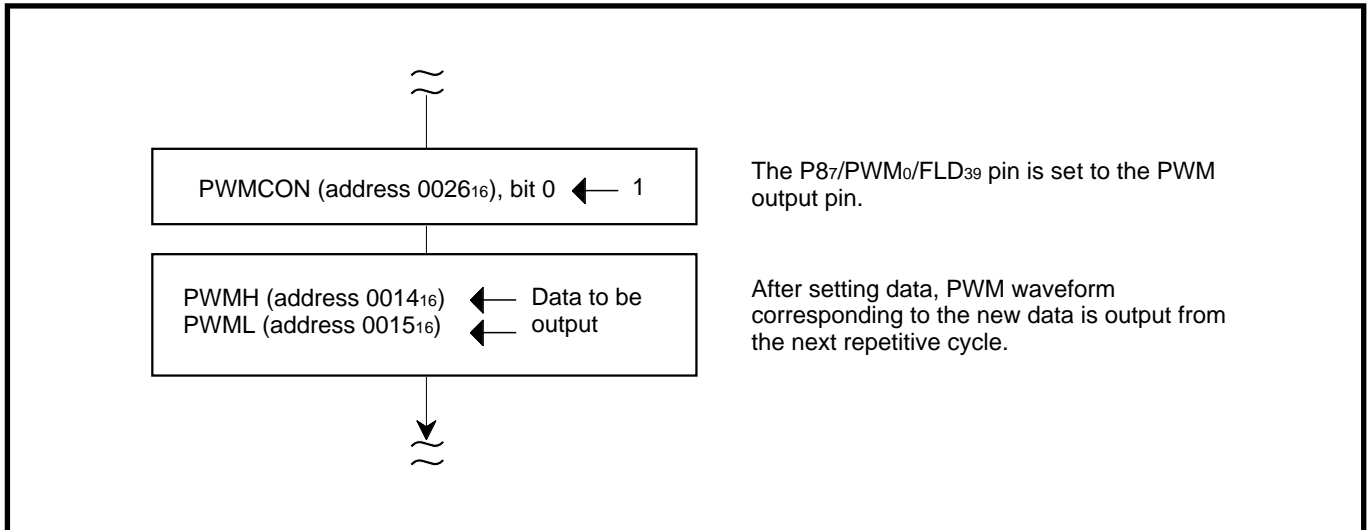 PWMCON (address 0026₁₆), bit 0 ← 1
The P8₇/PWM₀/FLD₃₉ pin is set to the PWM
output pin.
PWMH (address 0014₁₆) ← Data to be
PWML (address 0015₁₆) ← output
After setting data, PWM waveform
corresponding to the new data is output from
the next repetitive cycle.